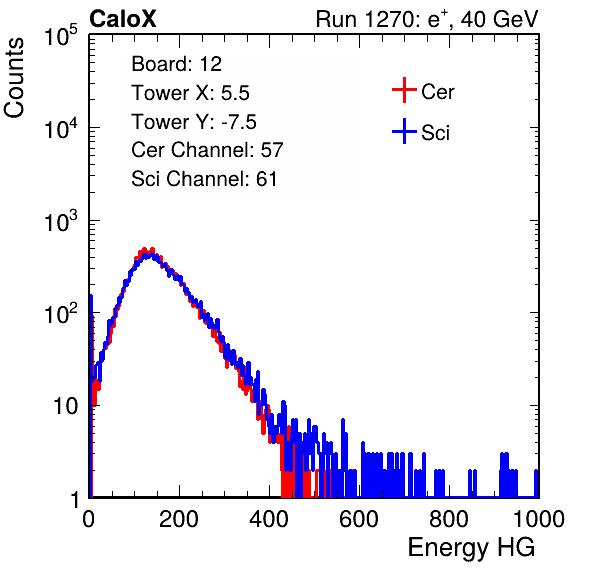 CaloX Run 1270: e⁺, 40 GeV
Counts
Board: 12
Tower X: 5.5
Tower Y: -7.5
Cer Channel: 57
Sci Channel: 61
Cer
Sci
10⁵
10⁴
10³
10²
10
1
0 200 400 600 800 1000
Energy HG